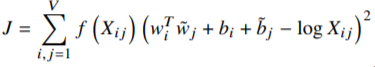 J = \sum_{i,j=1}^{V} f(X_{ij}) (w_i^T \tilde{w}_j + b_i + \tilde{b}_j - \log X_{ij})^2